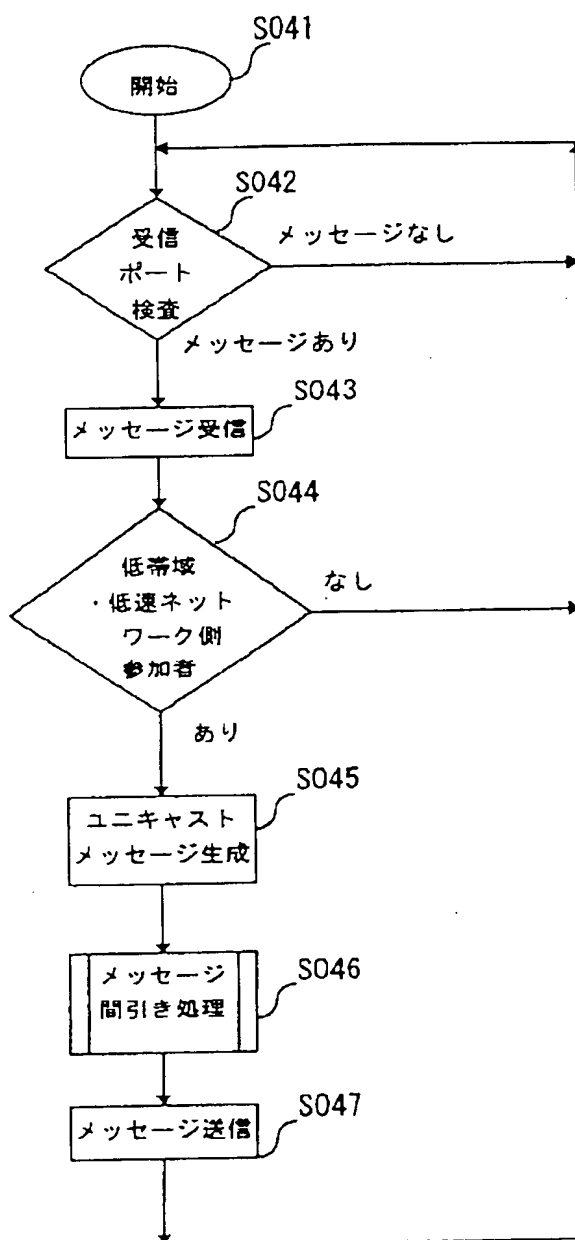 S041
開始
S042
受信
ポート
検査
メッセージなし
メッセージあり
S043
メッセージ受信
S044
低帯域
・低速ネット
ワーク側
参加者
なし
あり
S045
ユニキャスト
メッセージ生成
S046
メッセージ
間引き処理
S047
メッセージ送信